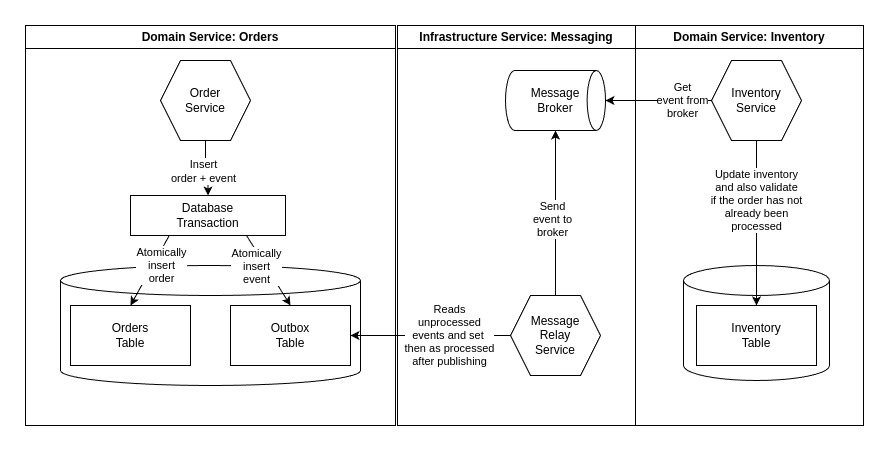 Domain Service: Orders
Infrastructure Service: Messaging
Domain Service: Inventory
Order
Service
Insert
order + event
Database
Transaction
Atomically
insert
order
Atomically
insert
event
Orders
Table
Outbox
Table
Message
Broker
Send
event to
broker
Reads
unprocessed
events and set
then as processed
after publishing
Message
Relay
Service
Get
event from
broker
Inventory
Service
Update inventory
and also validate
if the order has not
already been
processed
Inventory
Table